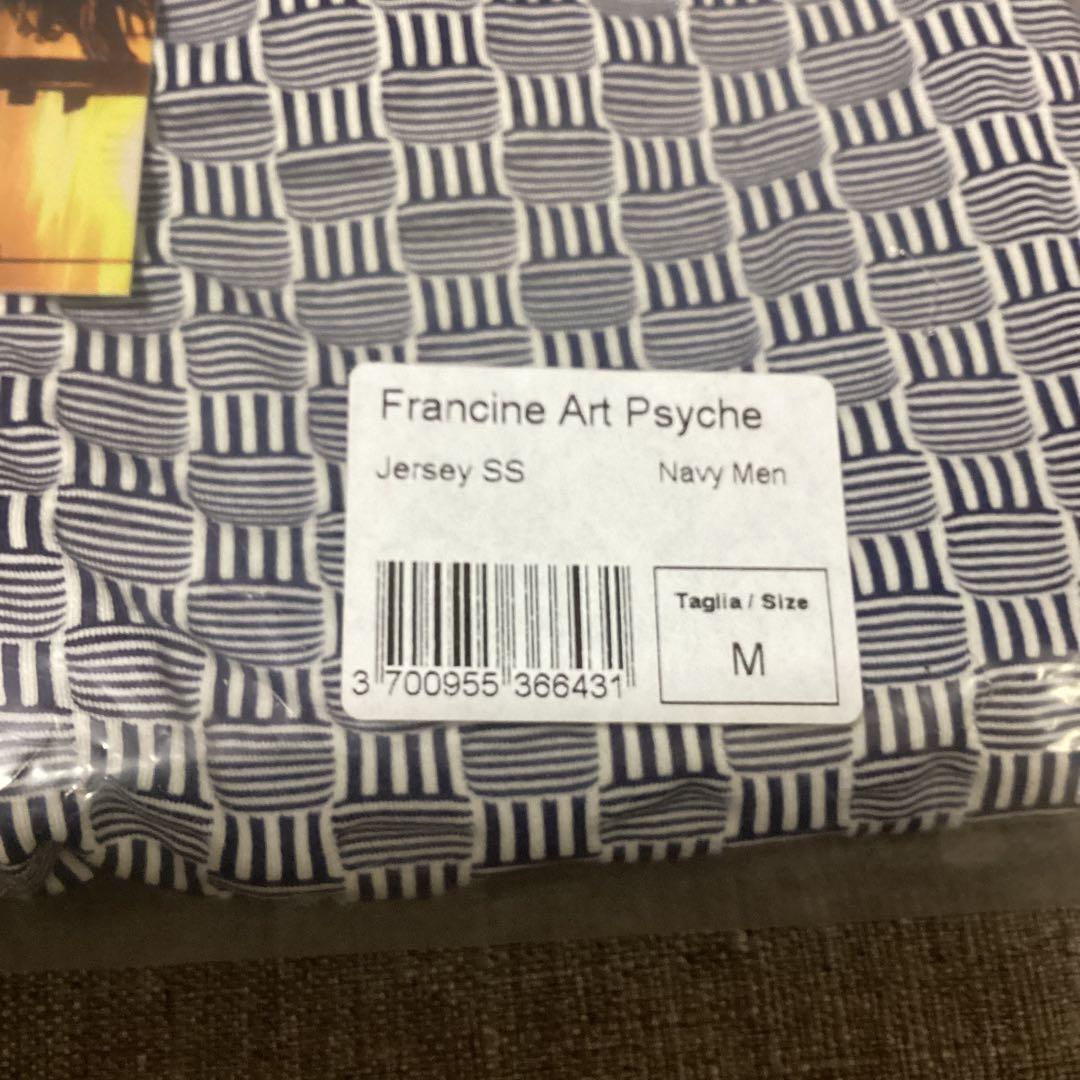 Francine Art Psyche
Jersey SS Navy Men
Taglia / Size
M
3 700955 366431